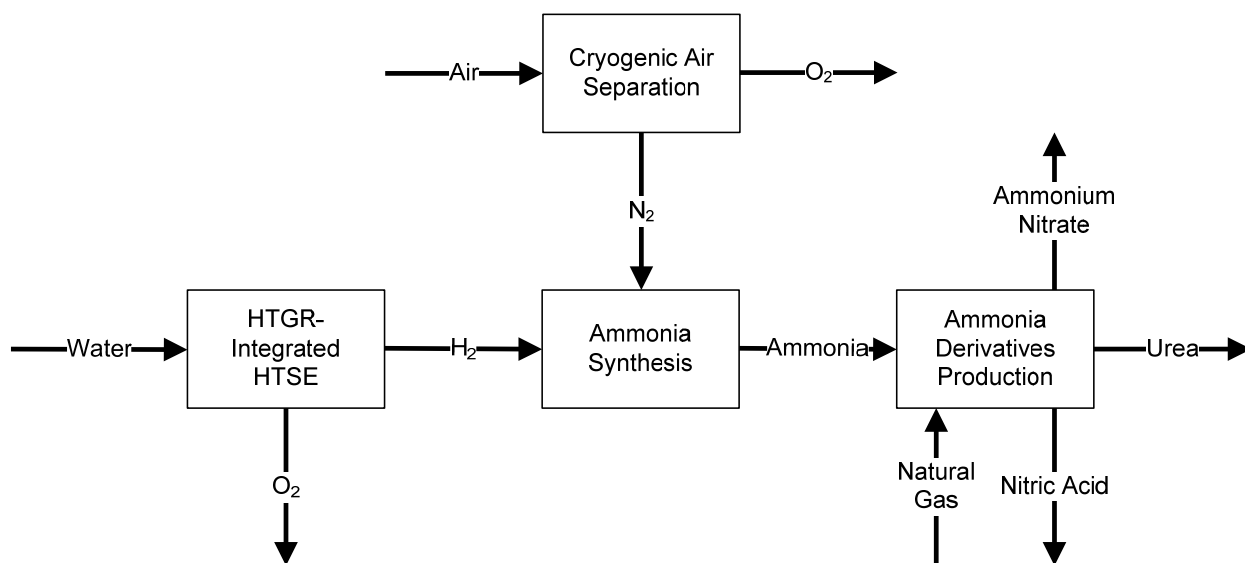 Cryogenic Air
Separation
Air
O₂
Ammonium
Nitrate
N₂
HTGR-
Integrated
HTSE
Ammonia
Synthesis
Ammonia
Derivatives
Production
Water
H₂
Ammonia
Urea
O₂
Natural
Gas
Nitric Acid